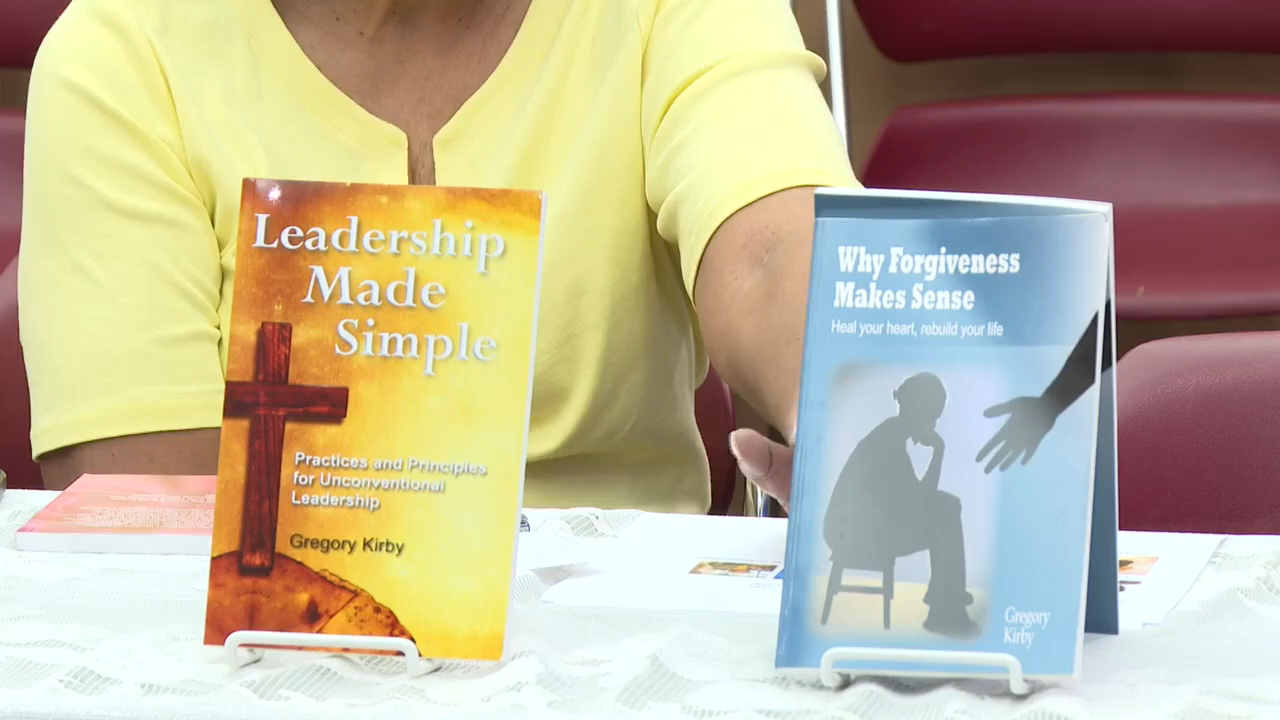 Leadership
Made
Simple
Practices and Principles
for Unconventional
Leadership
Gregory Kirby
Why Forgiveness
Makes Sense
Heal your heart, rebuild your life
Gregory
Kirby